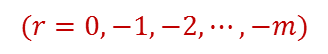 (r = 0, −1, −2, ⋯, −m)